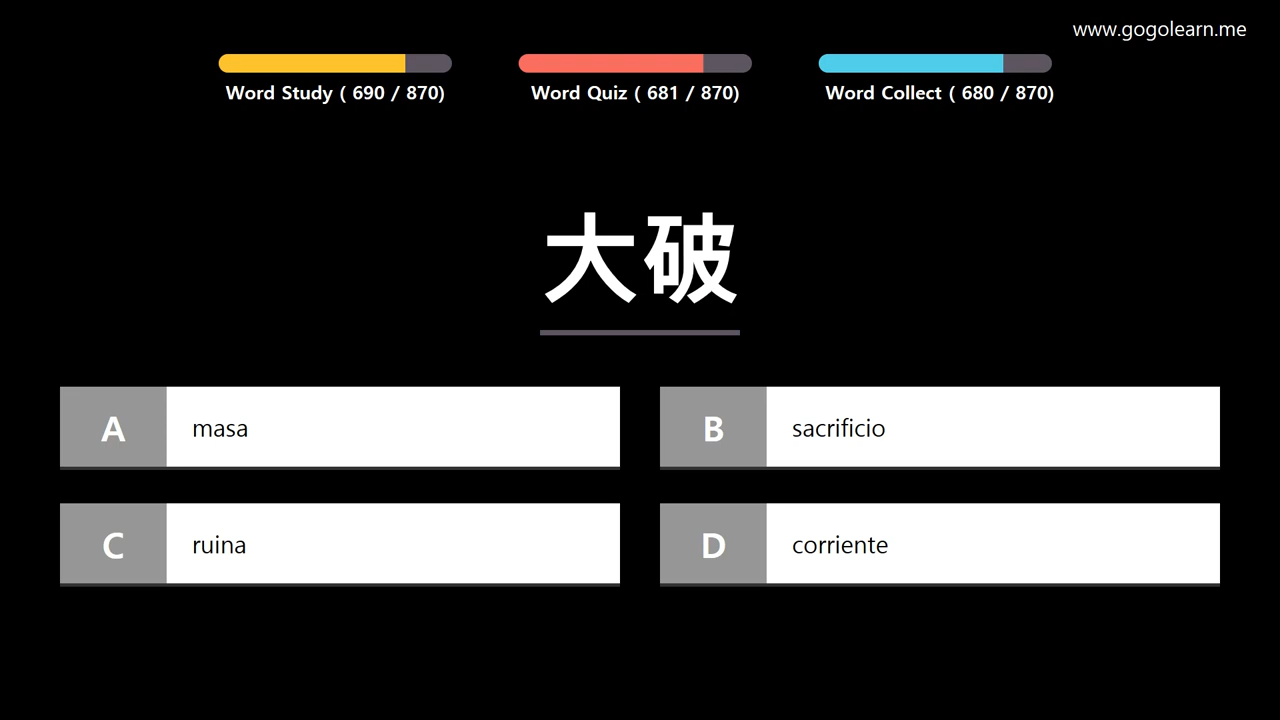 www.gogolearn.me
Word Study ( 690 / 870)
Word Quiz ( 681 / 870)
Word Collect ( 680 / 870)
大破
A masa
B sacrificio
C ruina
D corriente